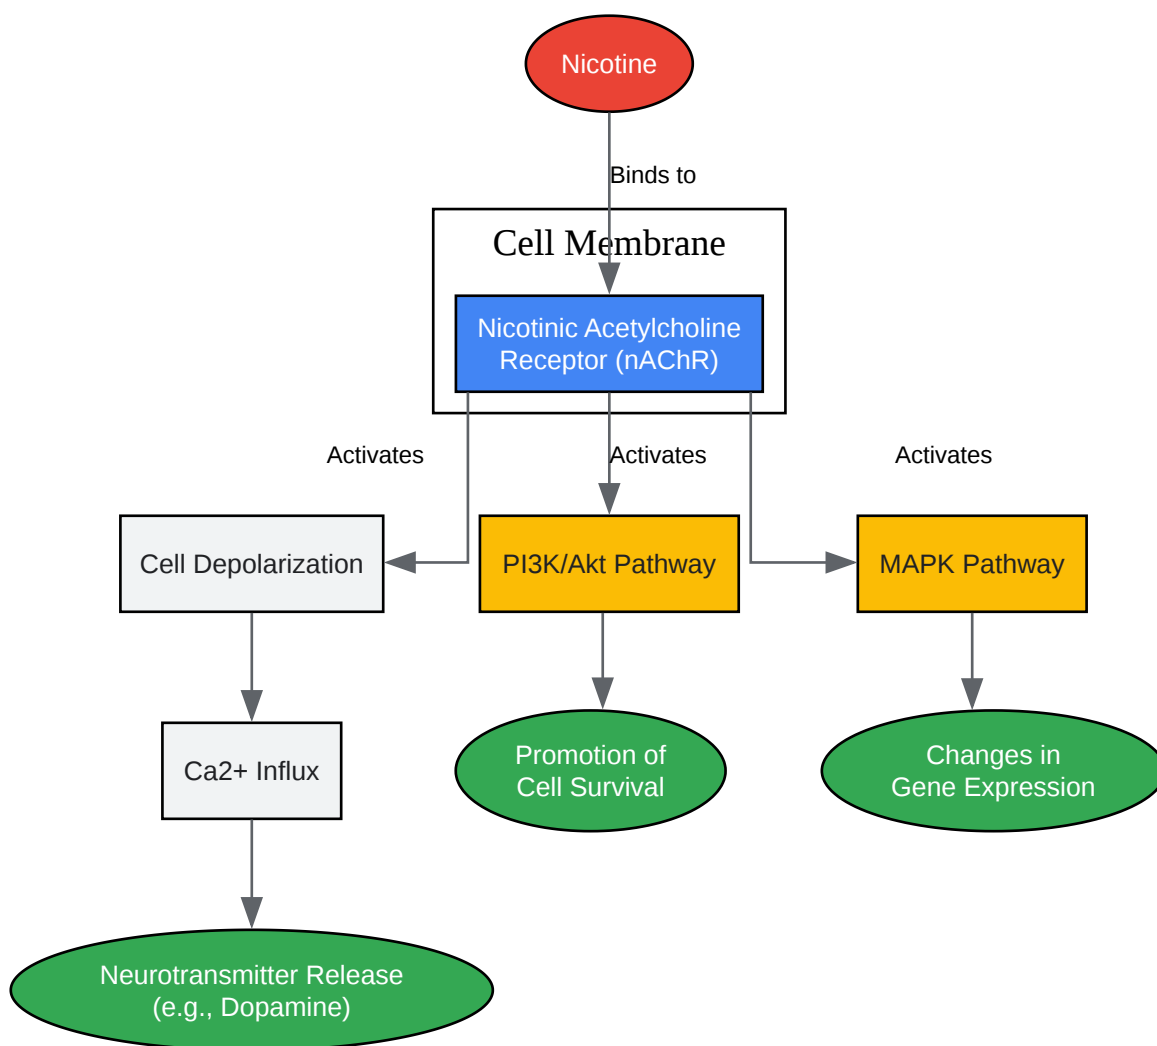 Nicotine
Binds to
Cell Membrane
Nicotinic Acetylcholine
Receptor (nAChR)
Activates
Activates
Activates
Cell Depolarization
PI3K/Akt Pathway
MAPK Pathway
Ca2+ Influx
Promotion of
Cell Survival
Changes in
Gene Expression
Neurotransmitter Release
(e.g., Dopamine)